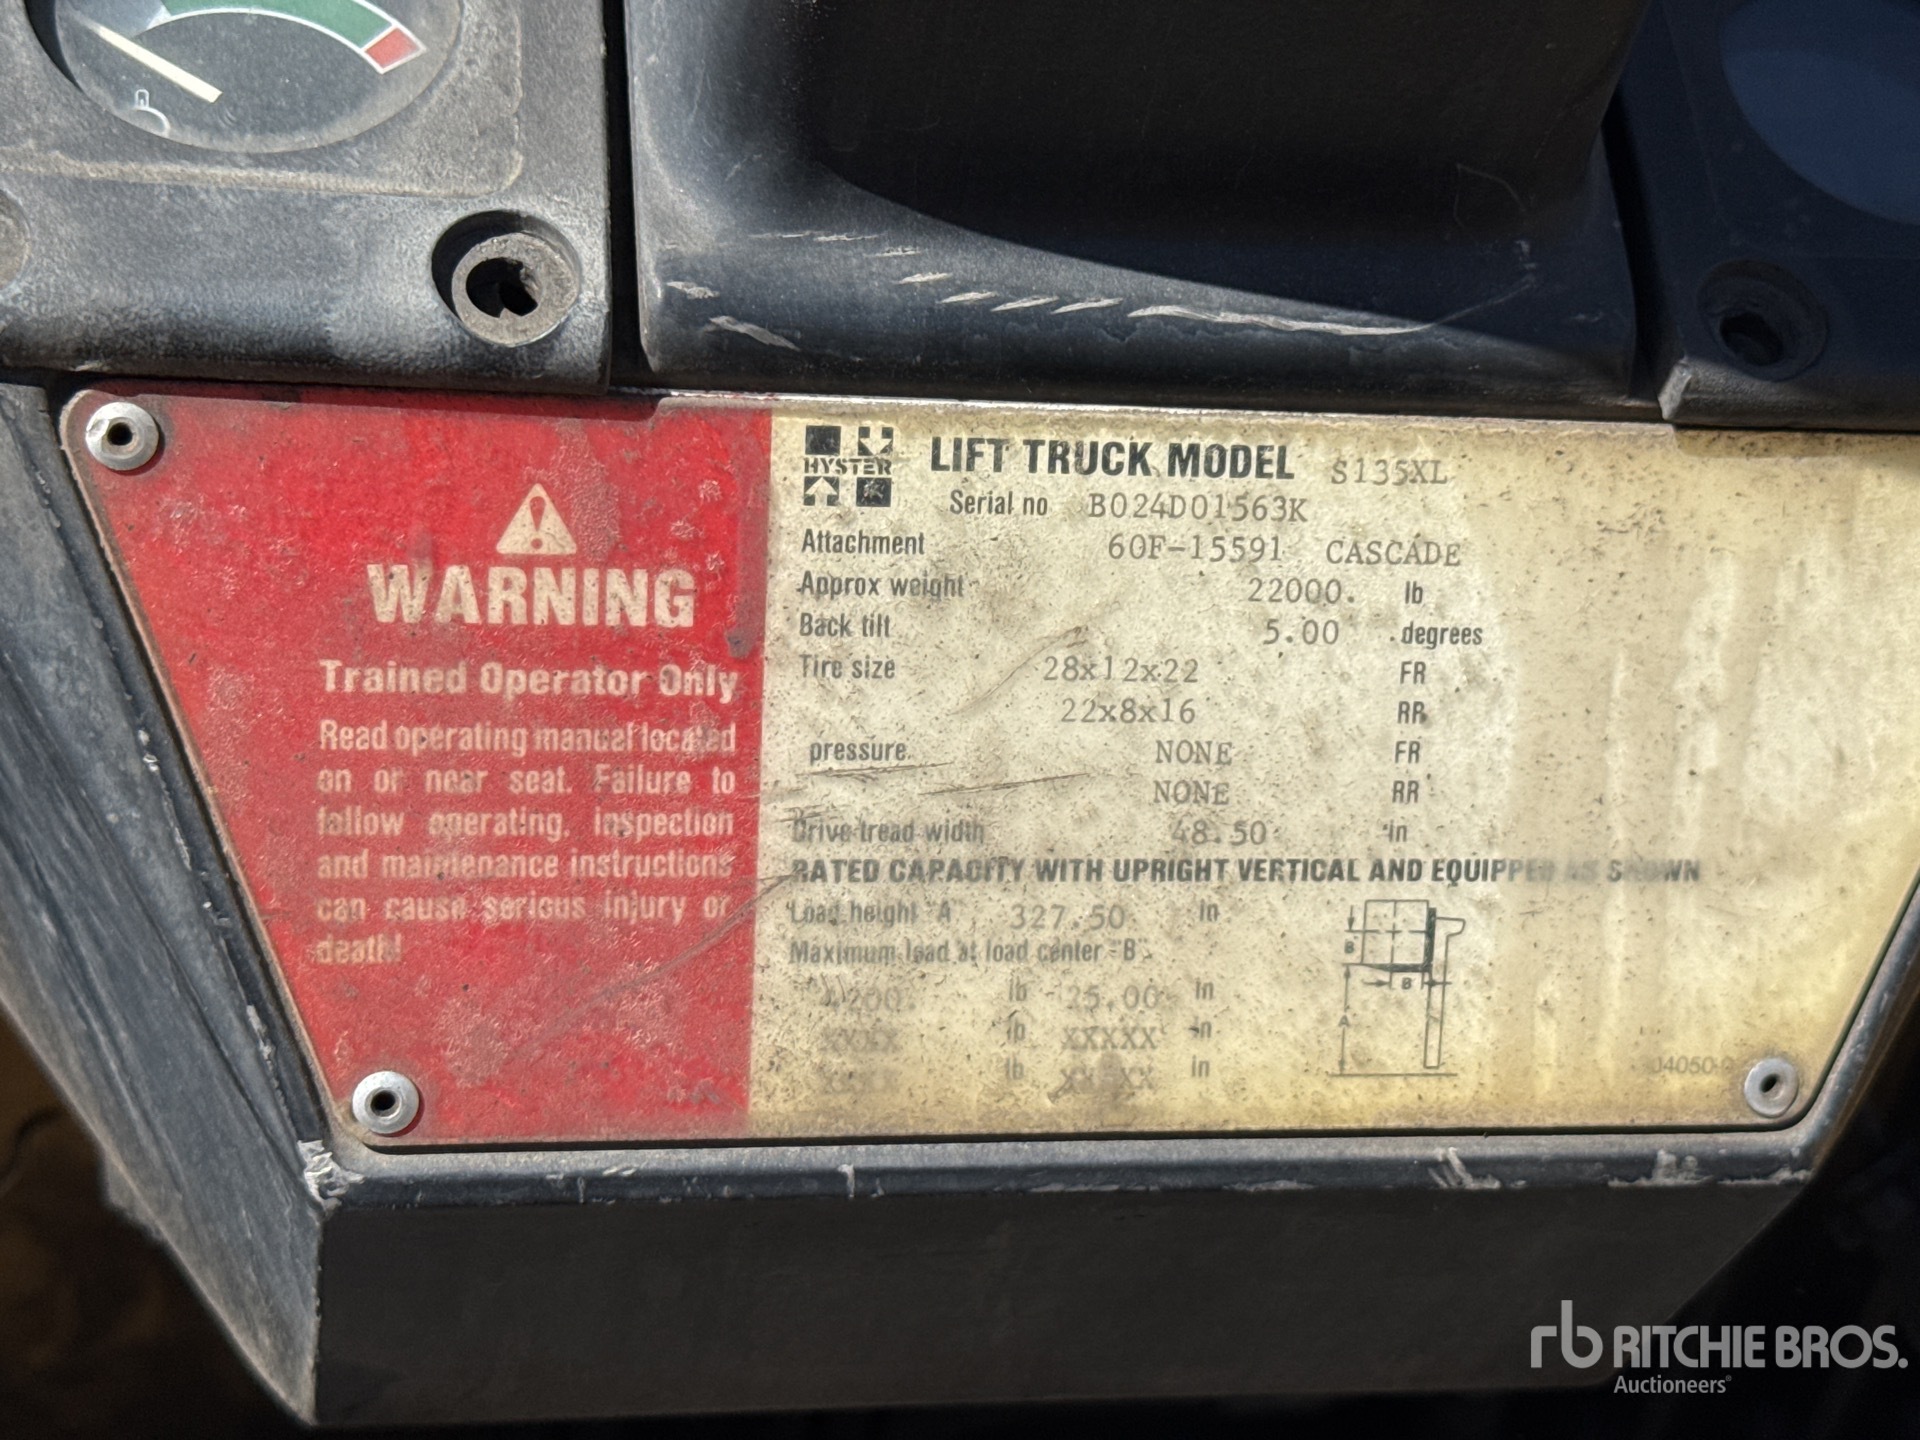 WARNING
Trained Operator Only
Read operating manual located
on or near seat. Failure to
follow operating, inspection
and maintenance instructions
can cause serious injury or
death!
HYSTER
LIFT TRUCK MODEL S135XL
Serial no B024D01563K
Attachment 60F-15591 CASCADE
Approx weight 22000. lb
Back tilt 5.00 degrees
Tire size 28x12x22 FR
22x8x16 RR
pressure NONE FR
NONE RR
Drive tread width 48.50 in
RATED CAPACITY WITH UPRIGHT VERTICAL AND EQUIPPED AS SHOWN
Load height "A" 327.50 in
Maximum load at load center "B"
lb 25.00 in
XXXX lb XXXXX in
lb in
B
B
A
RITCHIE BROS.
Auctioneers